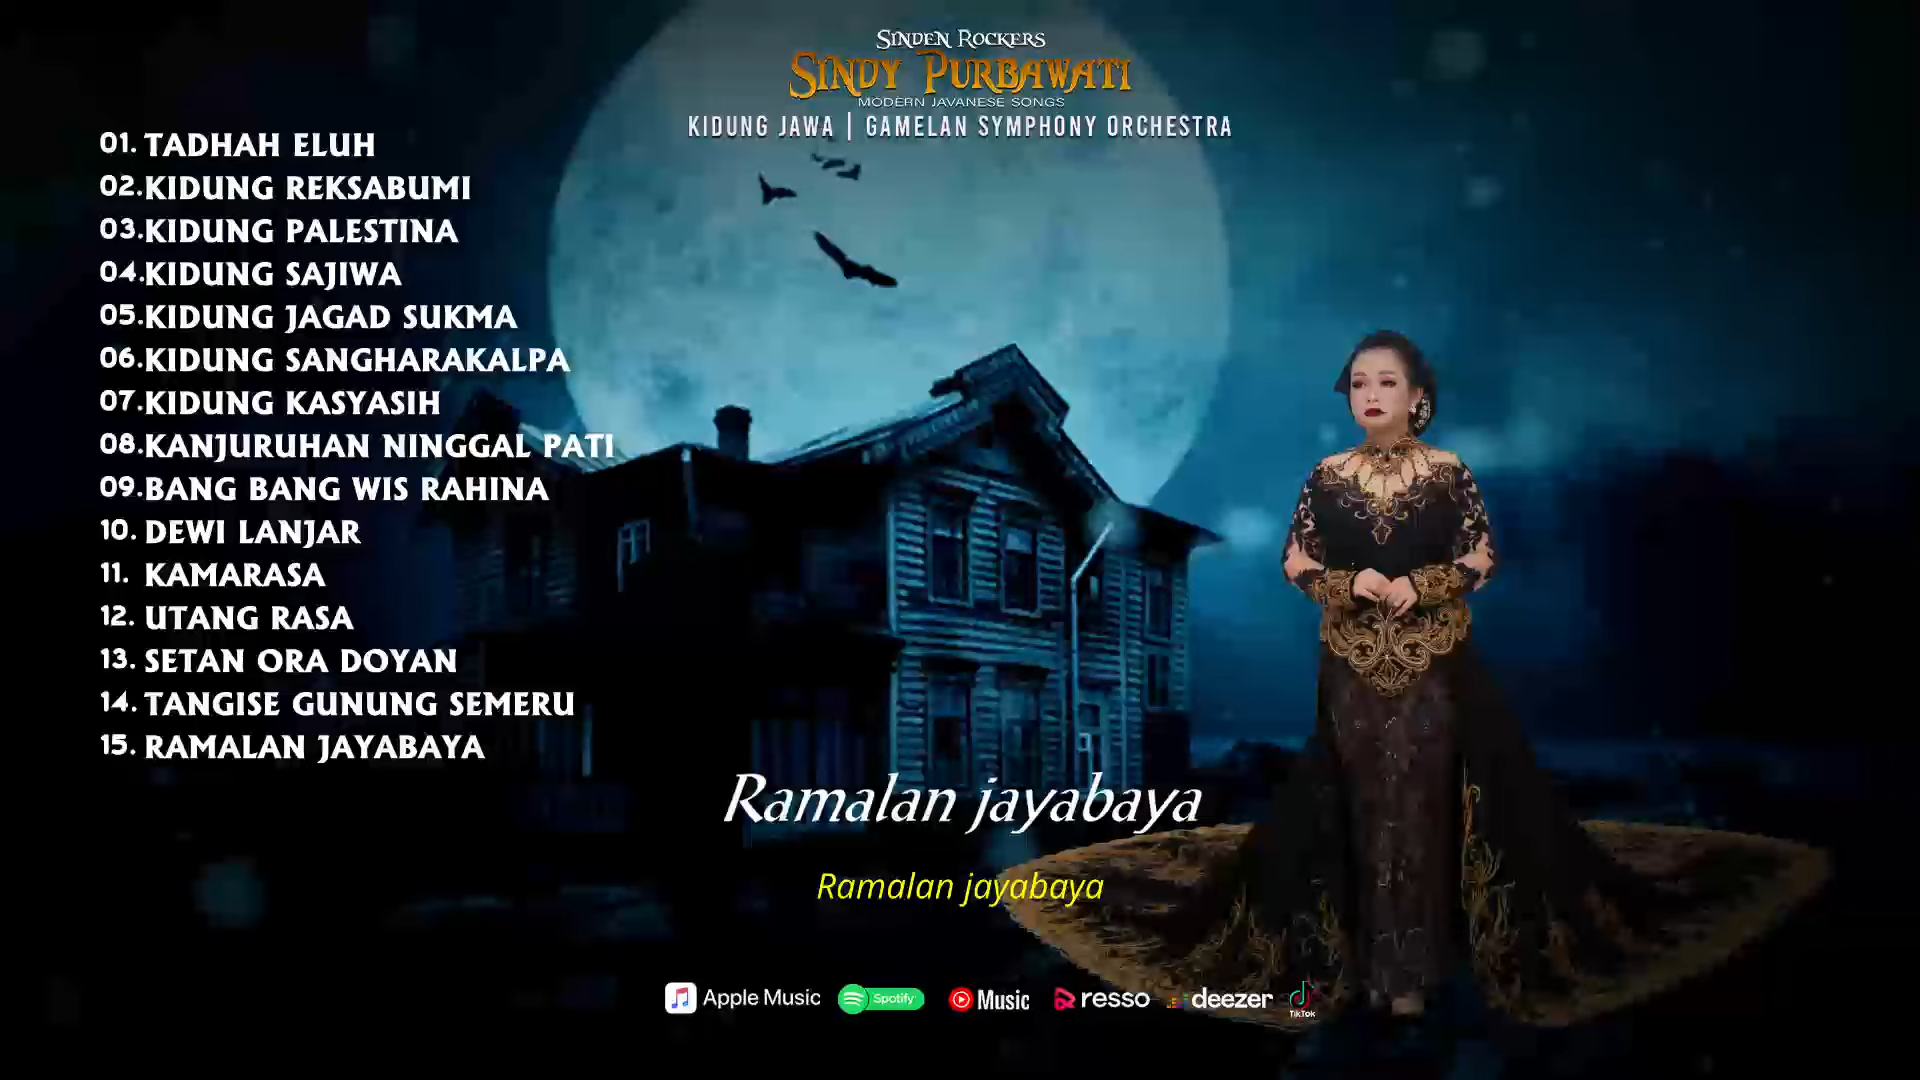 SINDEN ROCKERS
SINDY PURBAWATI
MODERN JAVANESE SONGS
KIDUNG JAWA | GAMELAN SYMPHONY ORCHESTRA
01. TADHAH ELUH
02. KIDUNG REKSABUMI
03. KIDUNG PALESTINA
04. KIDUNG SAJIWA
05. KIDUNG JAGAD SUKMA
06. KIDUNG SANGHARAKALPA
07. KIDUNG KASYASIH
08. KANJURUHAN NINGGAL PATI
09. BANG BANG WIS RAHINA
10. DEWI LANJAR
11. KAMARASA
12. UTANG RASA
13. SETAN ORA DOYAN
14. TANGISE GUNUNG SEMERU
15. RAMALAN JAYABAYA
Ramalan jayabaya
Ramalan jayabaya
Apple Music Spotify Music resso deezer TikTok